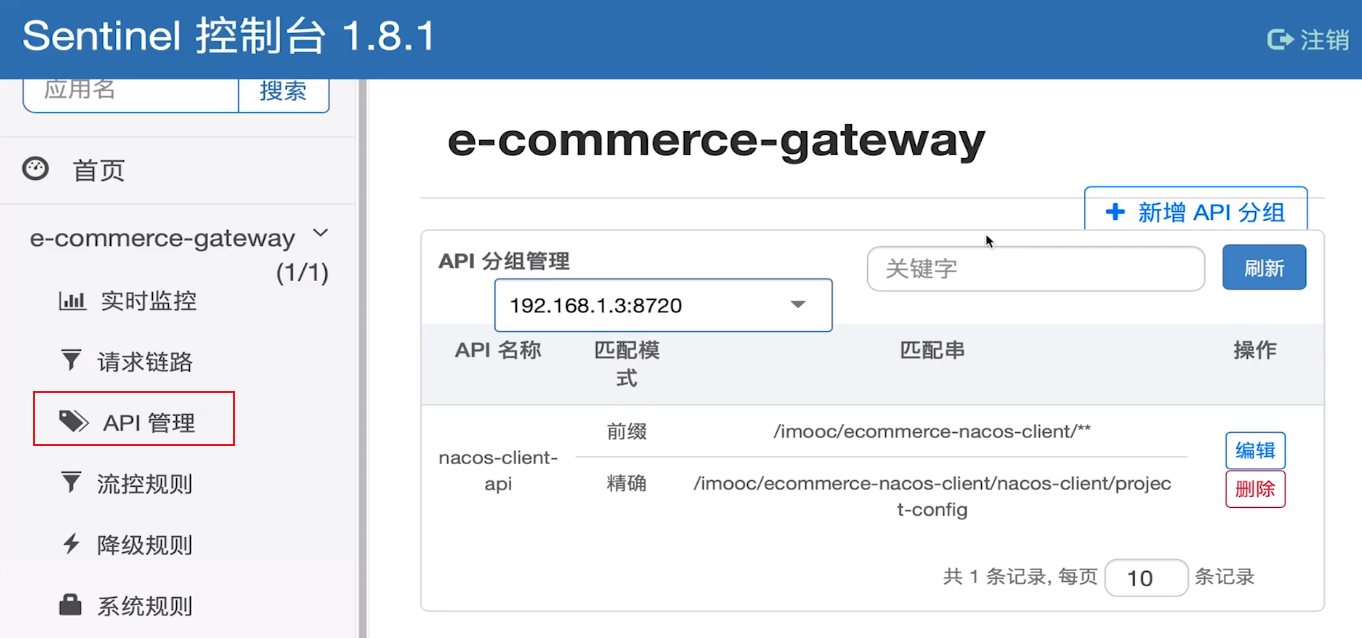 Sentinel 控制台 1.8.1
注销
应用名
搜索
首页
e-commerce-gateway
(1/1)
实时监控
请求链路
API 管理
流控规则
降级规则
系统规则
e-commerce-gateway
新增 API 分组
API 分组管理
关键字
刷新
192.168.1.3:8720
API 名称
匹配模
式
匹配串
操作
nacos-client-
api
前缀
/imooc/ecommerce-nacos-client/**
精确
/imooc/ecommerce-nacos-client/nacos-client/projec
t-config
编辑
删除
共 1 条记录, 每页 10 条记录